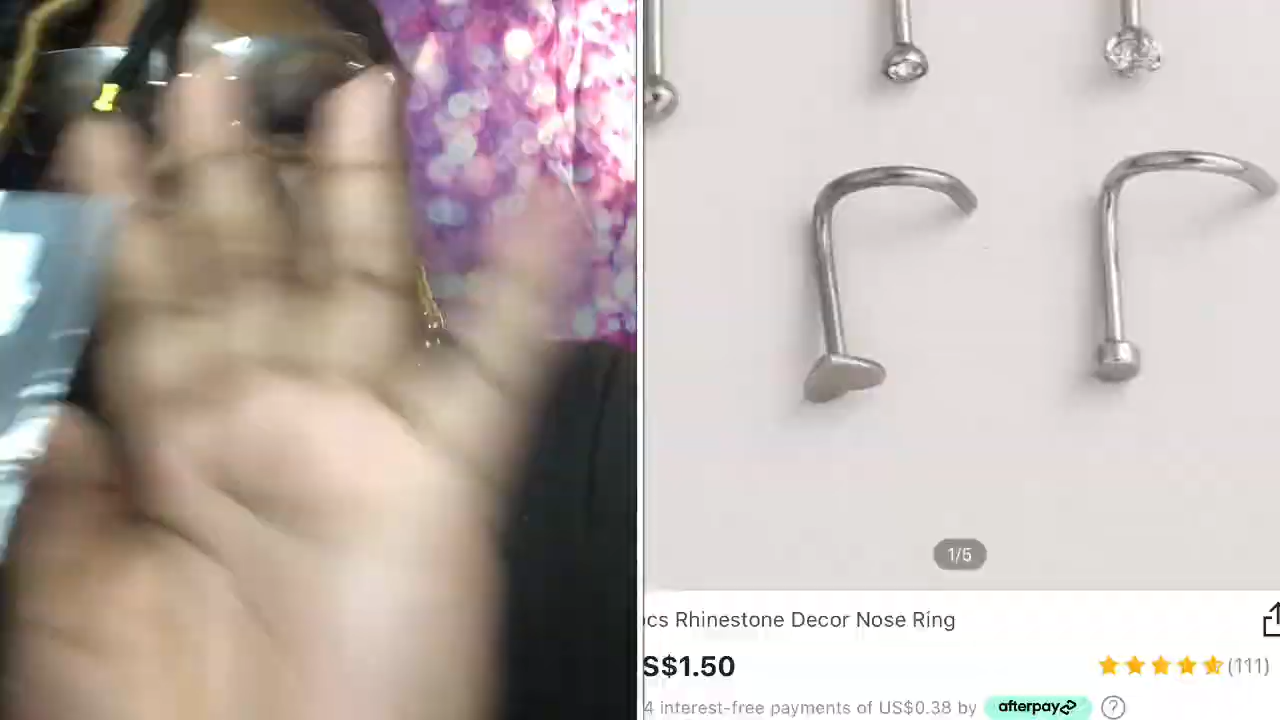 1/5
cs Rhinestone Decor Nose Ring
S$1.50
(111)
4 interest-free payments of US$0.38 by afterpay
?